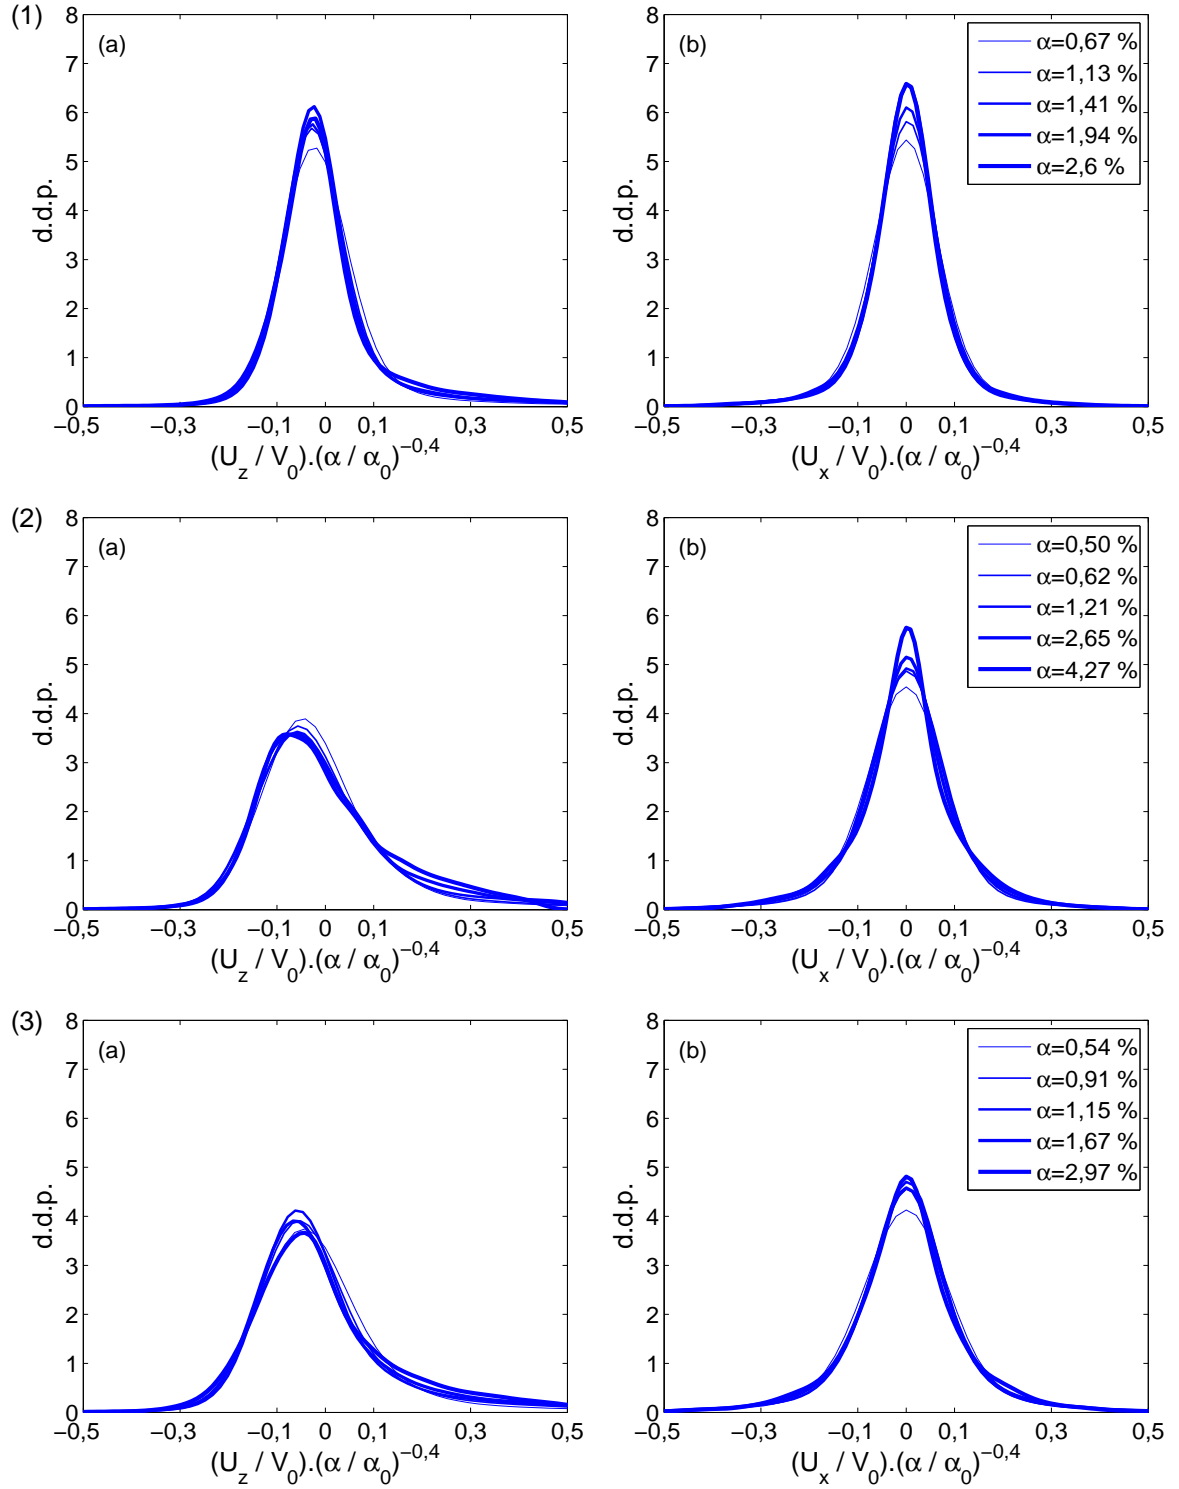 (1)
(a)
d.d.p.
8
7
6
5
4
3
2
1
0
−0,5 −0,3 −0,1 0 0,1 0,3 0,5
(U_z / V_0).(α / α_0)^−0,4
(b)
d.d.p.
8
7
6
5
4
3
2
1
0
α=0,67 %
α=1,13 %
α=1,41 %
α=1,94 %
α=2,6 %
−0,5 −0,3 −0,1 0 0,1 0,3 0,5
(U_x / V_0).(α / α_0)^−0,4
(2)
(a)
d.d.p.
8
7
6
5
4
3
2
1
0
−0,5 −0,3 −0,1 0 0,1 0,3 0,5
(U_z / V_0).(α / α_0)^−0,4
(b)
d.d.p.
8
7
6
5
4
3
2
1
0
α=0,50 %
α=0,62 %
α=1,21 %
α=2,65 %
α=4,27 %
−0,5 −0,3 −0,1 0 0,1 0,3 0,5
(U_x / V_0).(α / α_0)^−0,4
(3)
(a)
d.d.p.
8
7
6
5
4
3
2
1
0
−0,5 −0,3 −0,1 0 0,1 0,3 0,5
(U_z / V_0).(α / α_0)^−0,4
(b)
d.d.p.
8
7
6
5
4
3
2
1
0
α=0,54 %
α=0,91 %
α=1,15 %
α=1,67 %
α=2,97 %
−0,5 −0,3 −0,1 0 0,1 0,3 0,5
(U_x / V_0).(α / α_0)^−0,4